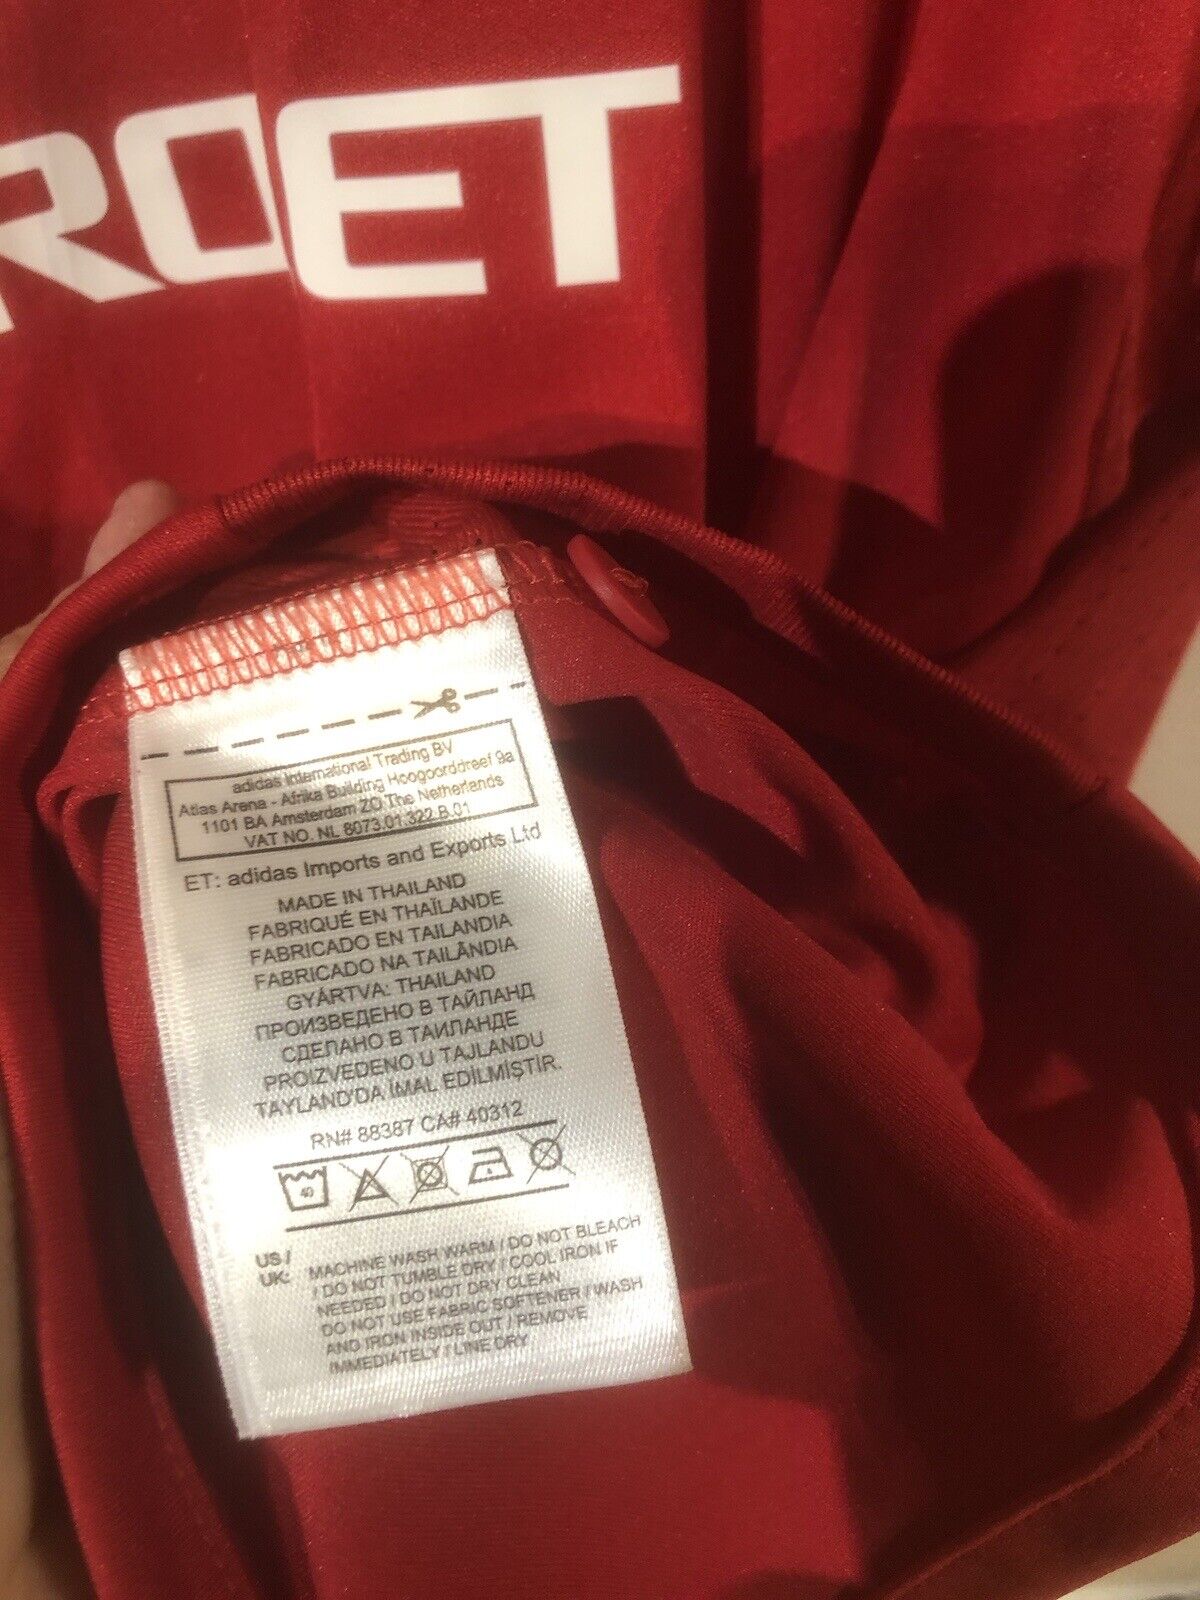 RCET
adidas International Trading BV
Atlas Arena - Afrika Building Hoogoorddreef 9a
1101 BA Amsterdam ZO The Netherlands
VAT NO. NL 8073.01.322.B.01
ET: adidas Imports and Exports Ltd
MADE IN THAILAND
FABRIQUÉ EN THAÏLANDE
FABRICADO EN TAILANDIA
FABRICADO NA TAILÂNDIA
GYÁRTVA: THAILAND
ПРОИЗВЕДЕНО В ТАЙЛАНД
СДЕЛАНО В ТАИЛАНДЕ
PROIZVEDENO U TAJLANDU
TAYLAND'DA İMAL EDİLMİŞTİR.
RN# 88387 CA# 40312
40
US / UK: MACHINE WASH WARM / DO NOT BLEACH
/ DO NOT TUMBLE DRY / COOL IRON IF
NEEDED / DO NOT DRY CLEAN
DO NOT USE FABRIC SOFTENER / WASH
AND IRON INSIDE OUT / REMOVE
IMMEDIATELY / LINE DRY